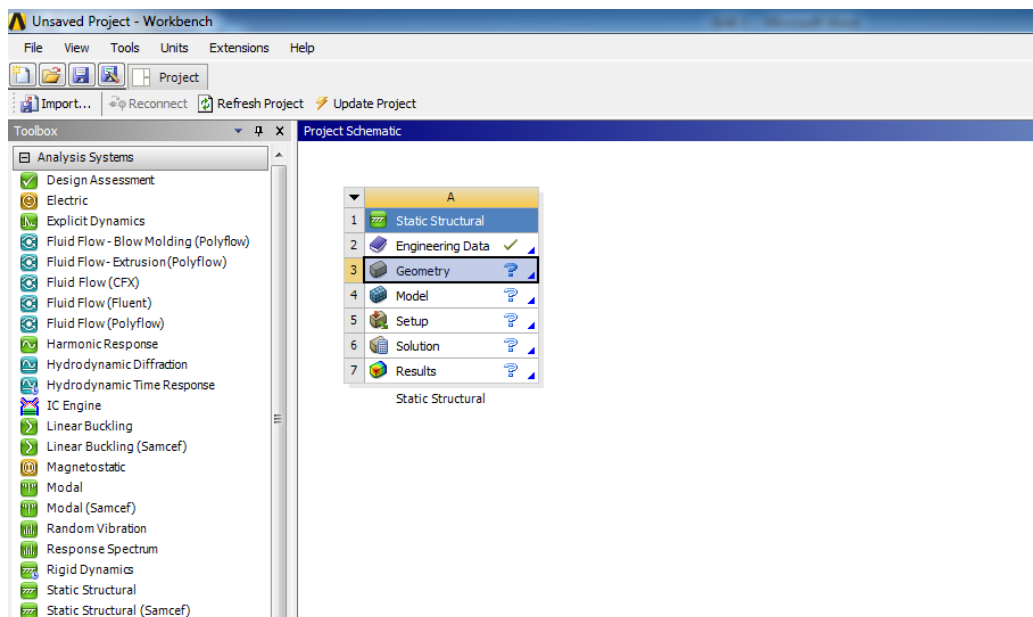 Unsaved Project - Workbench
File View Tools Units Extensions Help
Project
Import... Reconnect Refresh Project Update Project
Toolbox
Project Schematic
Analysis Systems
Design Assessment
Electric
Explicit Dynamics
Fluid Flow - Blow Molding (Polyflow)
Fluid Flow - Extrusion (Polyflow)
Fluid Flow (CFX)
Fluid Flow (Fluent)
Fluid Flow (Polyflow)
Harmonic Response
Hydrodynamic Diffraction
Hydrodynamic Time Response
IC Engine
Linear Buckling
Linear Buckling (Samcef)
Magnetostatic
Modal
Modal (Samcef)
Random Vibration
Response Spectrum
Rigid Dynamics
Static Structural
Static Structural (Samcef)
A
1 Static Structural
2 Engineering Data
3 Geometry
4 Model
5 Setup
6 Solution
7 Results
Static Structural